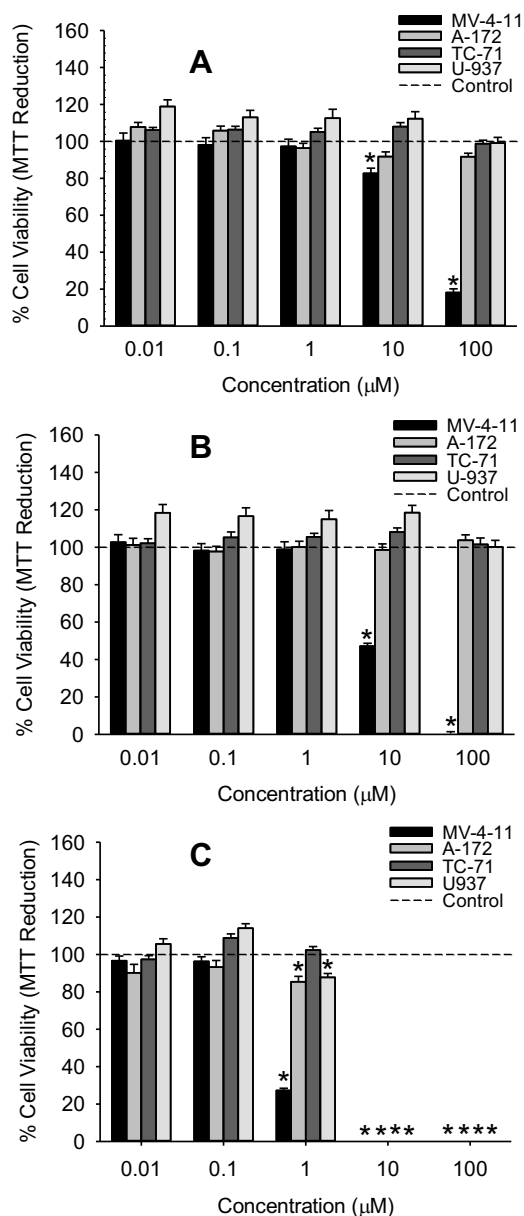 MV-4-11
A-172
TC-71
U-937
Control
A
160
140
120
100
80
60
40
20
0
*
*
% Cell Viability (MTT Reduction)
0.01 0.1 1 10 100
Concentration (μM)
MV-4-11
A-172
TC-71
U-937
Control
B
160
140
120
100
80
60
40
20
0
*
*
% Cell Viability (MTT Reduction)
0.01 0.1 1 10 100
Concentration (μM)
MV-4-11
A-172
TC-71
U937
Control
C
160
140
120
100
80
60
40
20
0
* *
*
**** ****
% Cell Viability (MTT Reduction)
0.01 0.1 1 10 100
Concentration (μM)